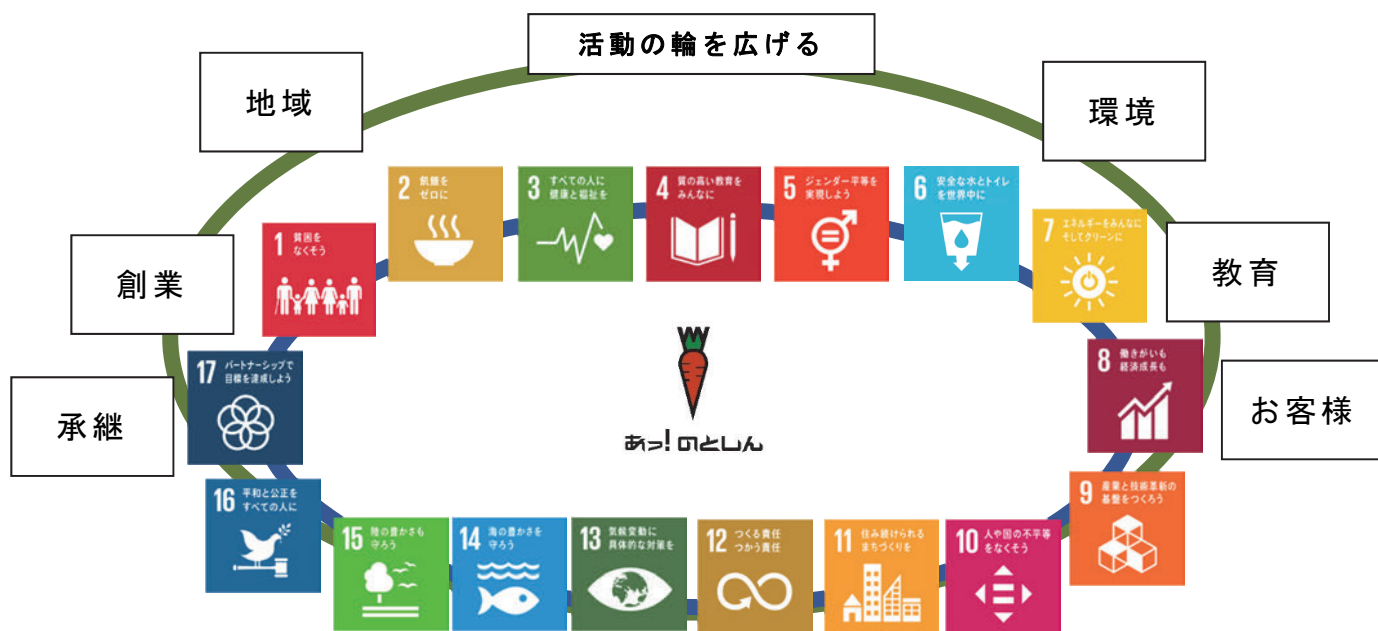 活動の輪を広げる
地域
環境
創業
教育
承継
お客様
1 貧困を
なくそう
2 飢餓を
ゼロに
3 すべての人に
健康と福祉を
4 質の高い教育を
みんなに
5 ジェンダー平等を
実現しよう
6 安全な水とトイレ
を世界中に
7 エネルギーをみんなに
そしてクリーンに
8 働きがいも
経済成長も
9 産業と技術革新の
基盤をつくろう
10 人や国の不平等
をなくそう
11 住み続けられる
まちづくりを
12 つくる責任
つかう責任
13 気候変動に
具体的な対策を
14 海の豊かさを
守ろう
15 陸の豊かさも
守ろう
16 平和と公正を
すべての人に
17 パートナーシップで
目標を達成しよう
あっ!のとしん